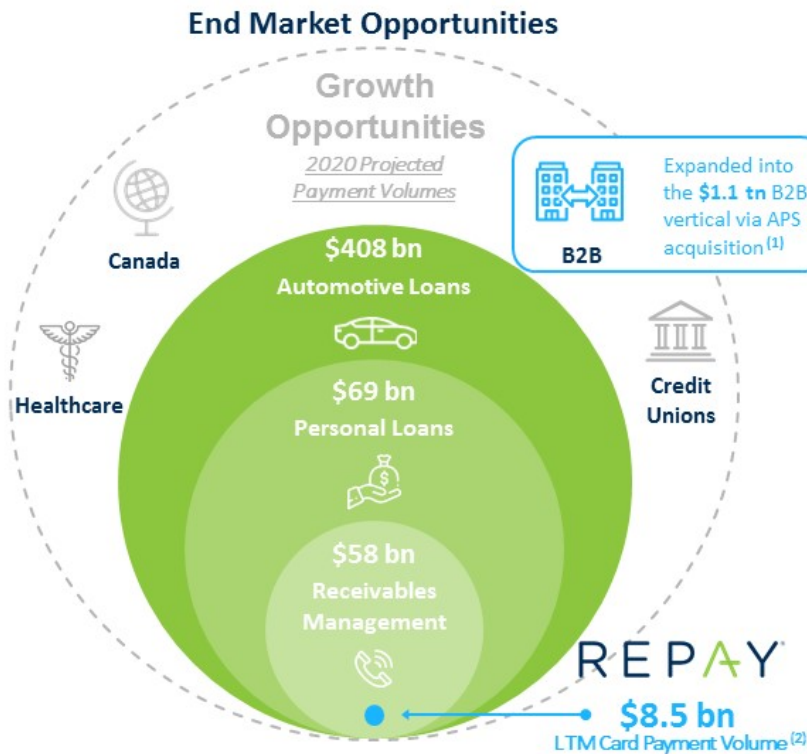 End Market Opportunities
Growth
Opportunities
2020 Projected
Payment Volumes
Canada
Healthcare
B2B
Expanded into
the $1.1 tn B2B
vertical via APS
acquisition (1)
Credit
Unions
$408 bn
Automotive Loans
$69 bn
Personal Loans
$
$58 bn
Receivables
Management
REPAY
$8.5 bn
LTM Card Payment Volume (2)